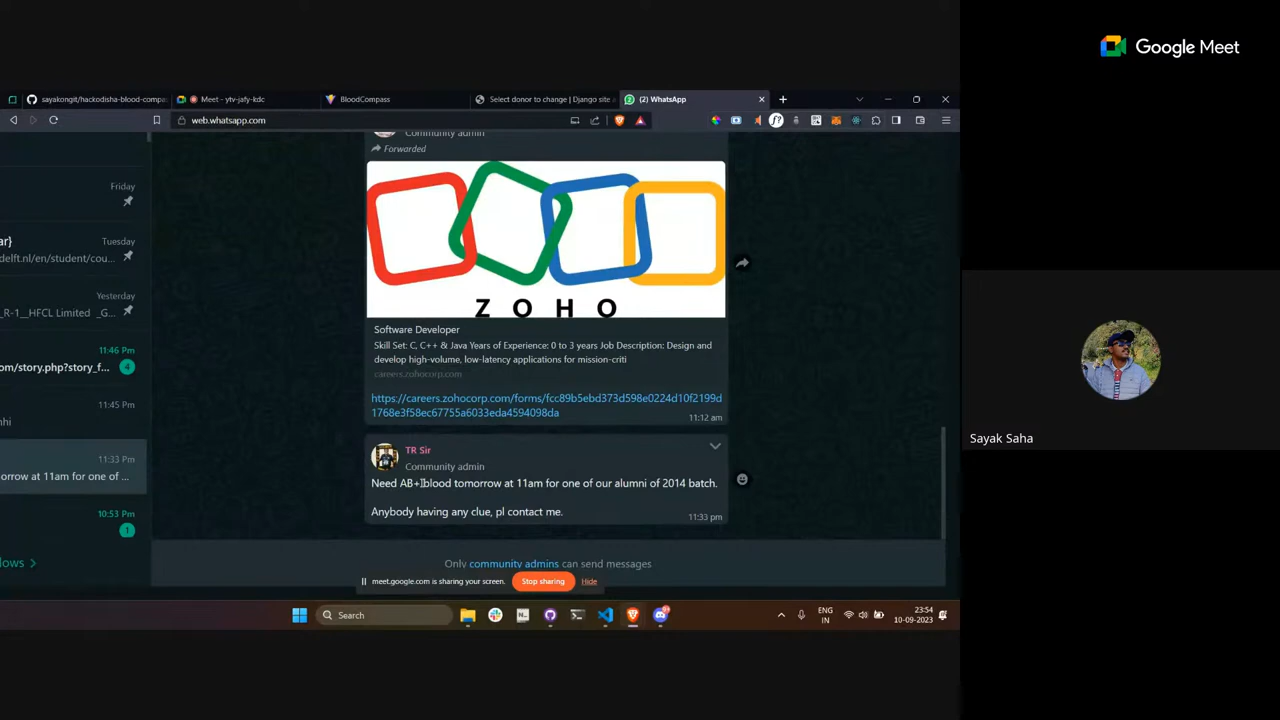 Google Meet
sayakongit/hackodisha-blood-compas
Meet - ytv-jafy-kdc
BloodCompass
Select donor to change | Django site a
(2) WhatsApp
web.whatsapp.com
Community admin
Forwarded
Friday
ar}
Tuesday
delft.nl/en/student/cou...
Yesterday
_R-1__HFCL Limited _G...
11:46 Pm
om/story.php?story_f...
4
11:45 Pm
hi
11:33 Pm
orrow at 11am for one of ...
10:53 Pm
1
lows
ZOHO
Software Developer
Skill Set: C, C++ & Java Years of Experience: 0 to 3 years Job Description: Design and
develop high-volume, low-latency applications for mission-criti
careers.zohocorp.com
https://careers.zohocorp.com/forms/fcc89b5ebd373d598e0224d10f2199d
1768e3f58ec67755a6033eda4594098da
11:12 am
TR Sir
Community admin
Need AB+ blood tomorrow at 11am for one of our alumni of 2014 batch.
Anybody having any clue, pl contact me.
11:33 pm
Only community admins can send messages
meet.google.com is sharing your screen.
Stop sharing
Hide
Search
ENG
IN
23:54
10-09-2023
Sayak Saha